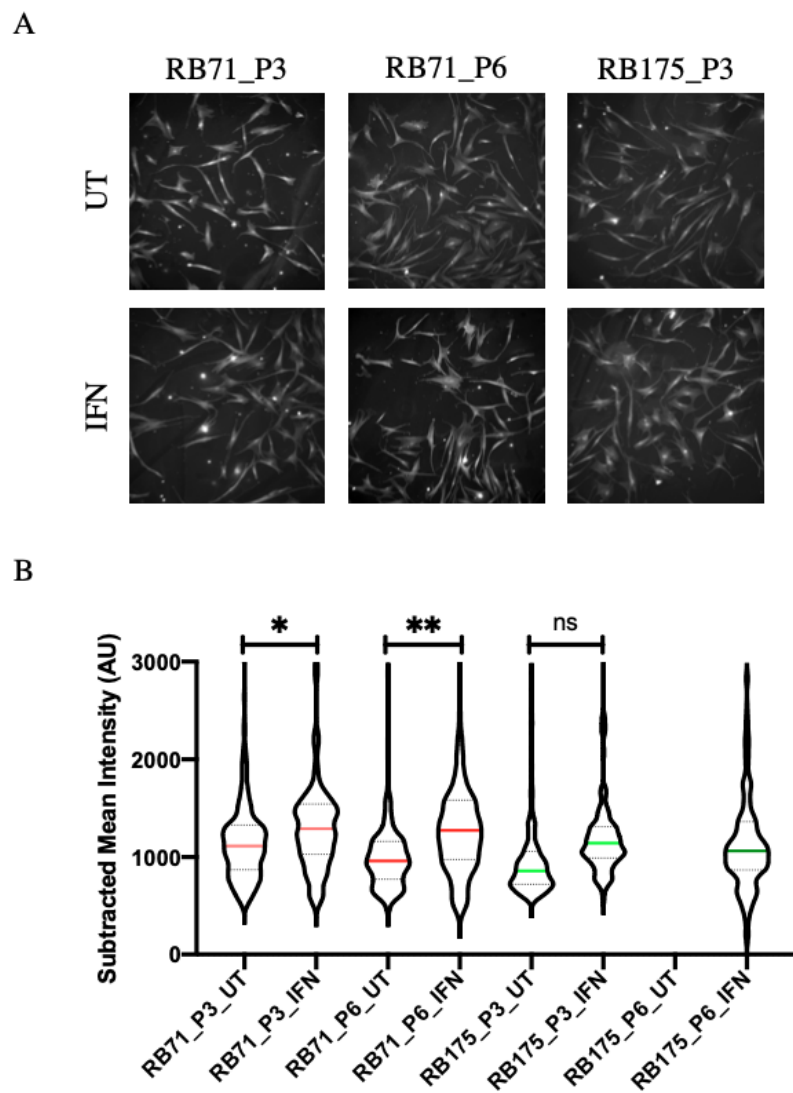 A
RB71_P3 RB71_P6 RB175_P3
UT
IFN
B
* ** ns
Subtracted Mean Intensity (AU)
3000
2000
1000
0
RB71_P3_UT
RB71_P3_IFN
RB71_P6_UT
RB71_P6_IFN
RB175_P3_UT
RB175_P3_IFN
RB175_P6_UT
RB175_P6_IFN